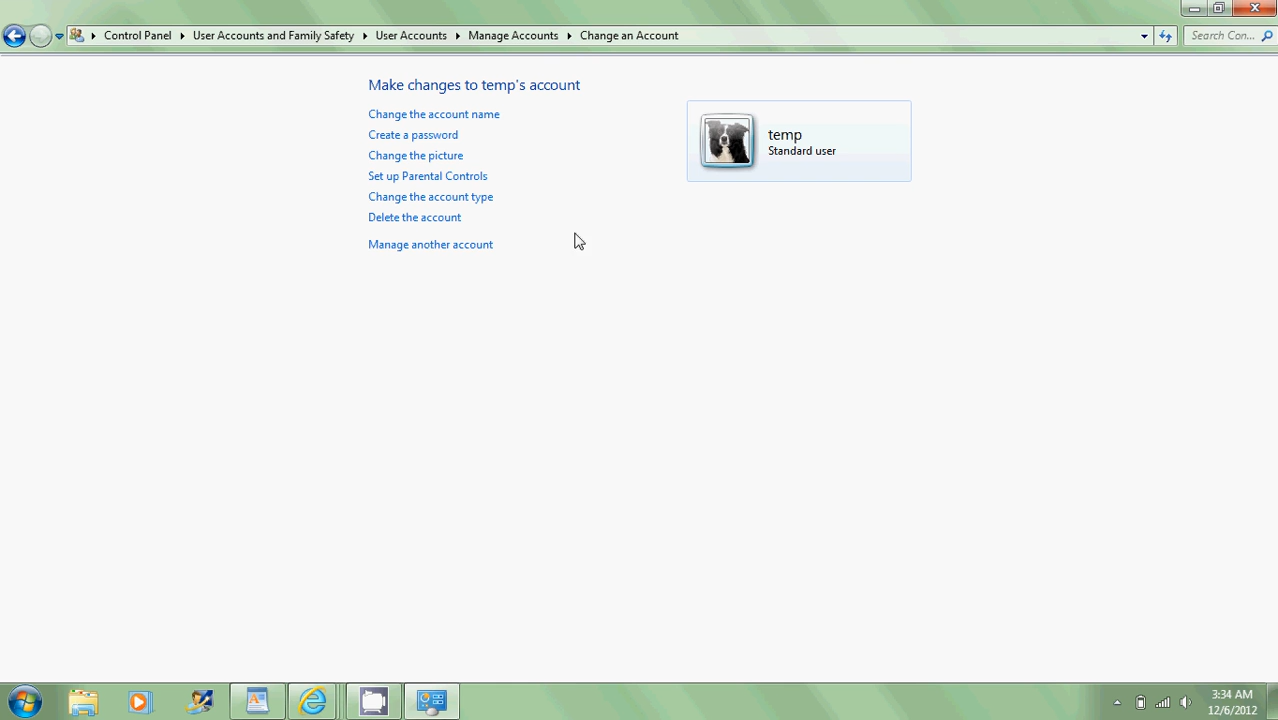 Control Panel User Accounts and Family Safety User Accounts Manage Accounts Change an Account Search Con...
Make changes to temp's account
Change the account name
Create a password
Change the picture
Set up Parental Controls
Change the account type
Delete the account
Manage another account
temp
Standard user
3:34 AM
12/6/2012